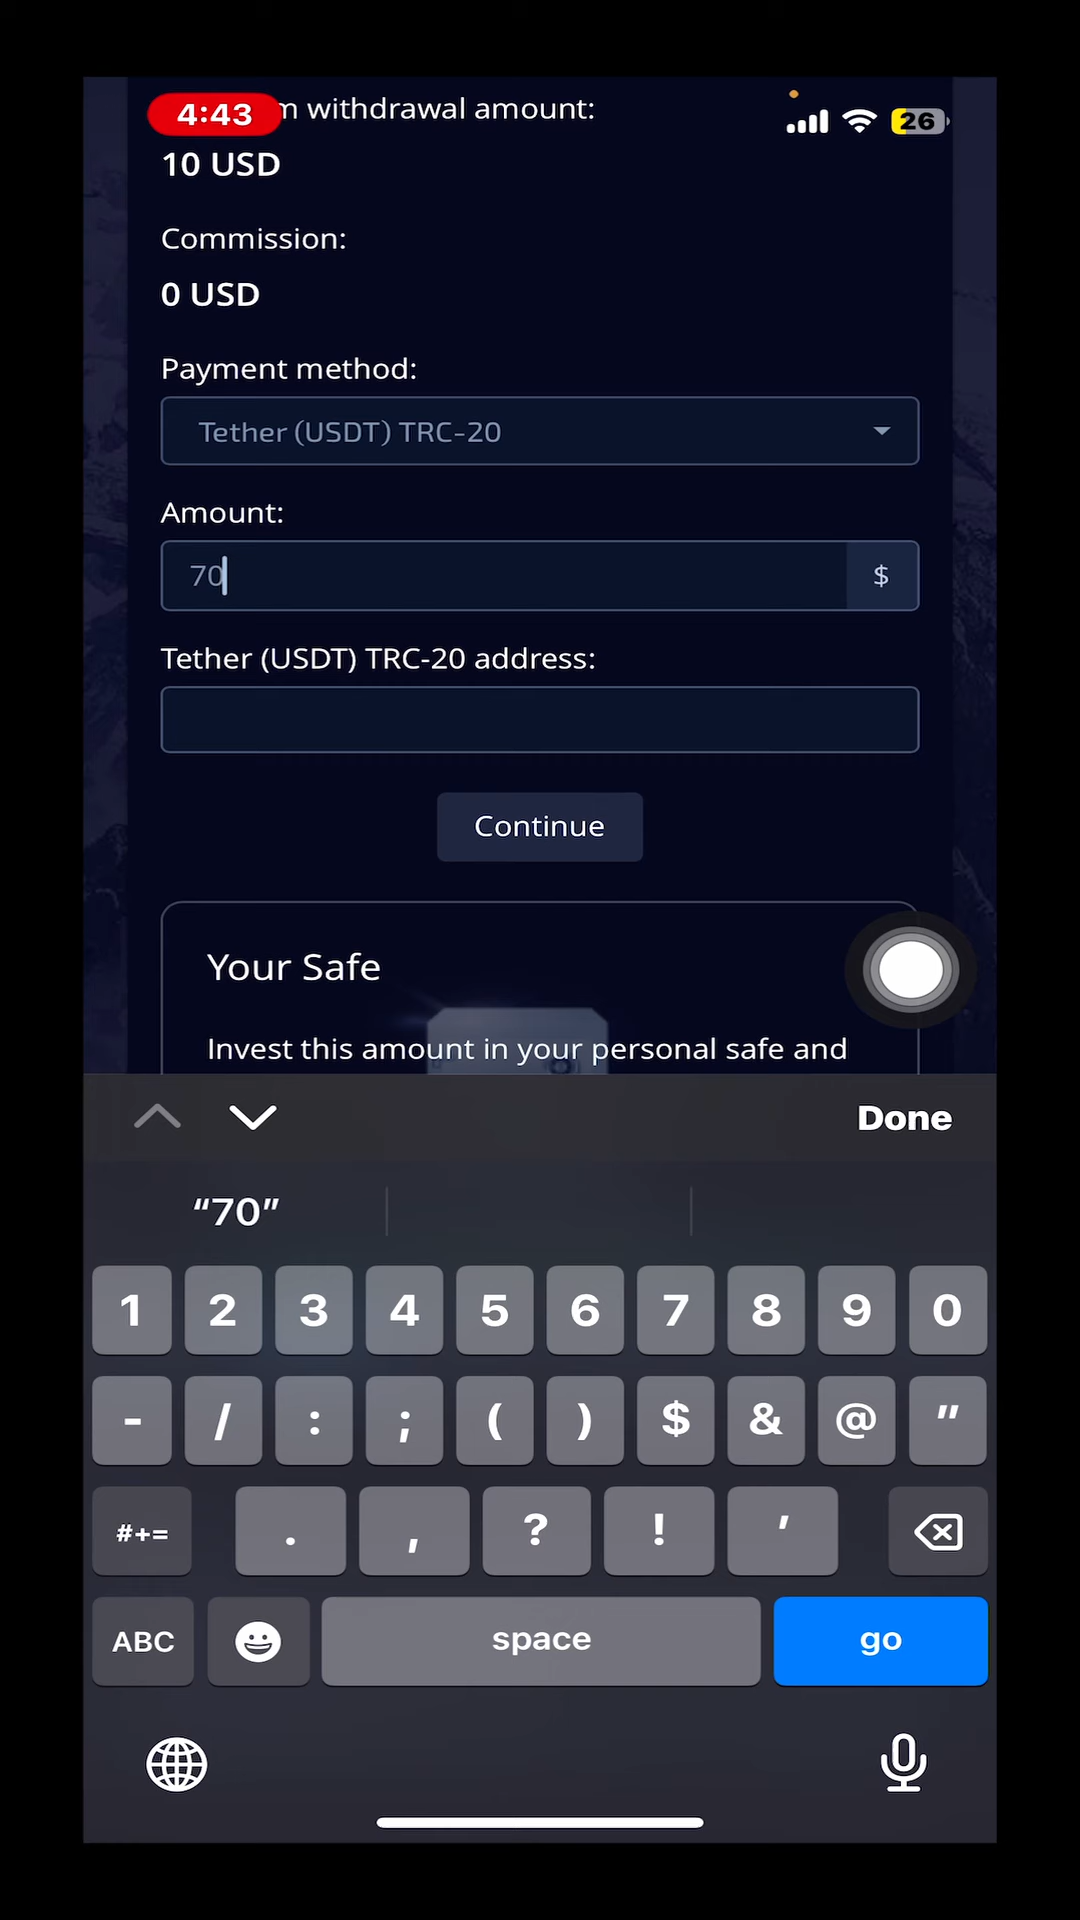 4:43
m withdrawal amount:
26
10 USD
Commission:
0 USD
Payment method:
Tether (USDT) TRC-20
Amount:
70
$
Tether (USDT) TRC-20 address:
Continue
Your Safe
Invest this amount in your personal safe and
Done
“70”
1 2 3 4 5 6 7 8 9 0
- / : ; ( ) $ & @ "
#+= . , ? ! '
ABC space go